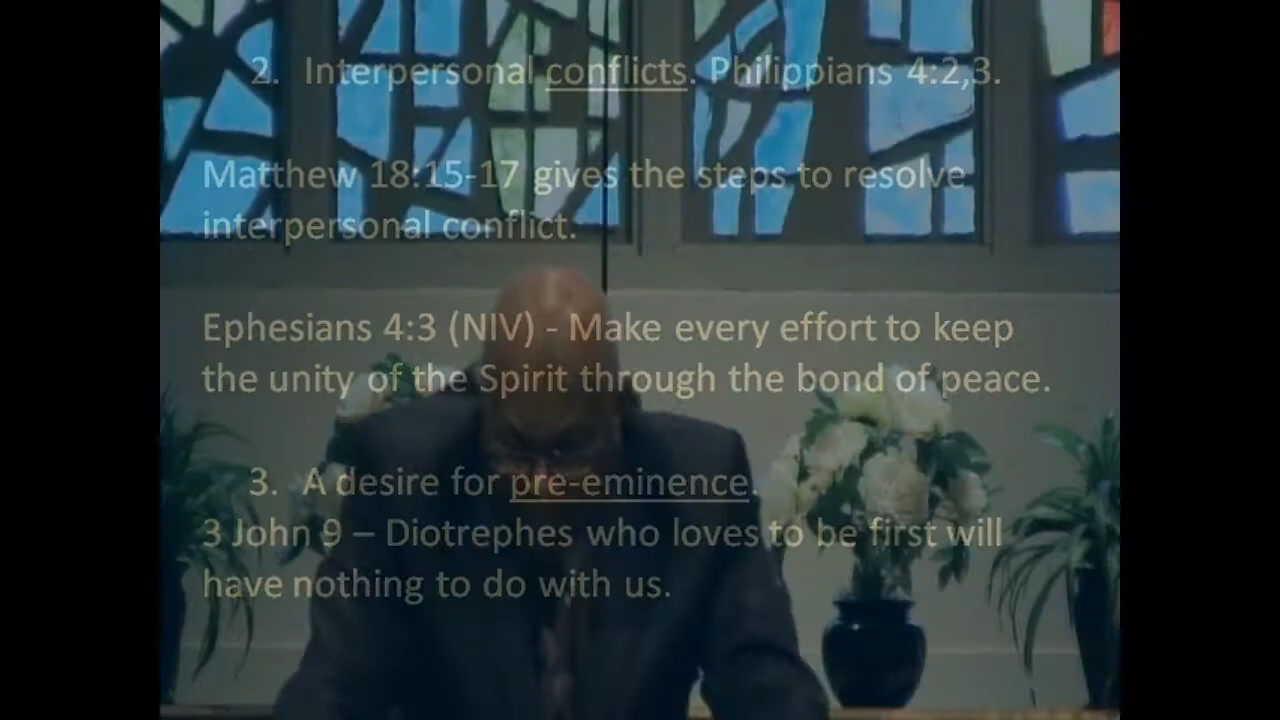 2. Interpersonal conflicts. Philippians 4:2,3.
Matthew 18:15-17 gives the steps to resolve
interpersonal conflict.
Ephesians 4:3 (NIV) - Make every effort to keep
the unity of the Spirit through the bond of peace.
3. A desire for pre-eminence.
3 John 9 – Diotrephes who loves to be first will
have nothing to do with us.